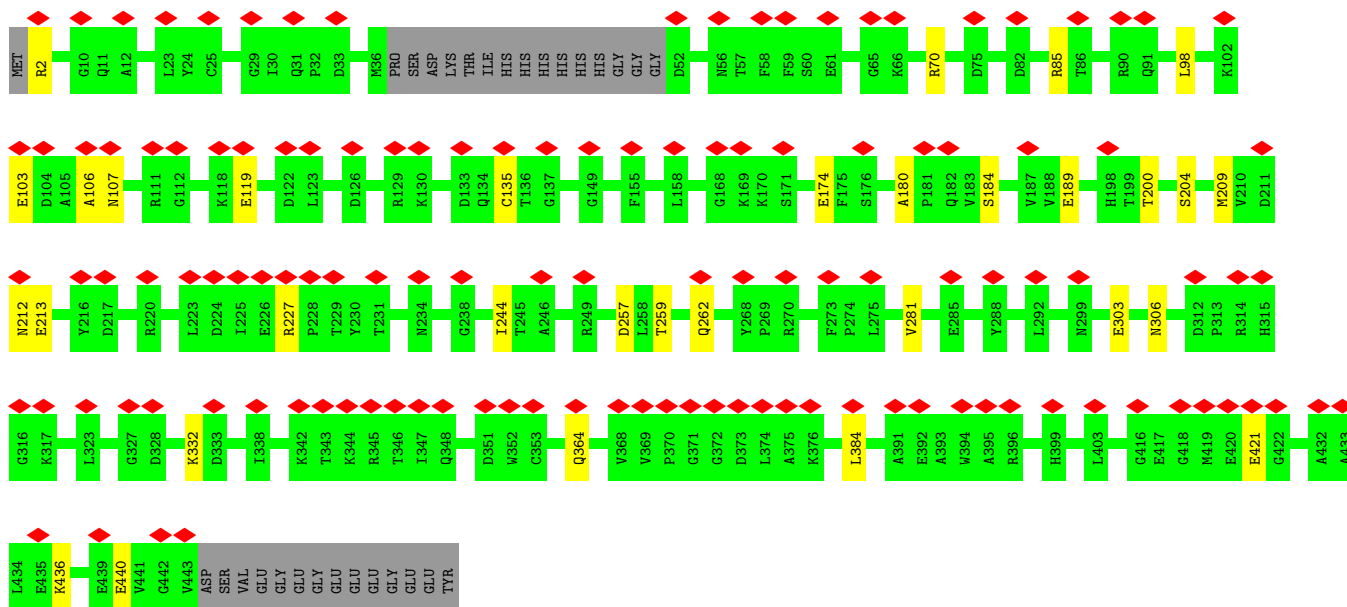 MET R2 G10 Q11 A12 L23 Y24 C25 G29 I30 Q31 P32 D33 M36 PRO SER ASP LYS THR ILE HIS HIS HIS HIS HIS HIS GLY GLY GLY D52 N56 T57 F58 F59 S60 E61 G65 K66 R70 D75 D82 R85 T86 R90 Q91 L98 K102
E103 D104 A105 A106 N107 R111 G112 K118 E119 D122 L123 D126 R129 K130 D133 Q134 C135 T136 G137 G149 F155 L158 G168 K169 K170 S171 E174 F175 S176 A180 P181 Q182 V183 S184 V187 V188 E189 H198 T199 T200 S204 M209 V210 D211
N212 E213 Y216 D217 R220 L223 D224 I225 E226 R227 P228 T229 Y230 T231 N234 G238 I244 T245 A246 R249 D257 L258 T259 Q262 Y268 P269 R270 F273 P274 L275 V281 E285 Y288 L292 N299 E303 N306 D312 P313 R314 H315
G316 K317 L323 G327 D328 K332 D333 I338 K342 T343 K344 R345 T346 I347 Q348 D351 W352 C353 Q364 V368 V369 P370 G371 G372 D373 L374 A375 K376 L384 A391 E392 A393 W394 A395 R396 H399 L403 G416 E417 G418 M419 E420 E421 G422 A432 A433
L434 E435 K436 E439 E440 V441 G442 V443 ASP SER VAL GLU GLY GLU GLY GLU GLU GLU GLY GLU GLU TYR